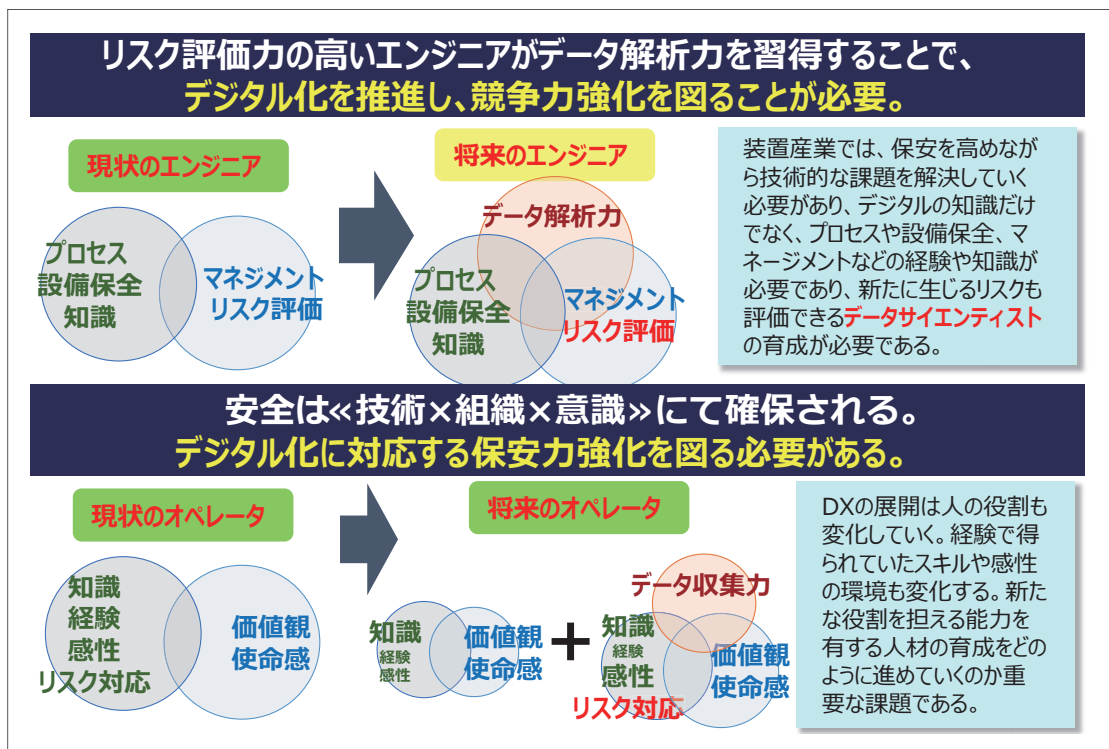 リスク評価力の高いエンジニアがデータ解析力を習得することで、
デジタル化を推進し、競争力強化を図ることが必要。
現状のエンジニア
プロセス
設備保全
知識
マネジメント
リスク評価
将来のエンジニア
データ解析力
プロセス
設備保全
知識
マネジメント
リスク評価
装置産業では、保安を高めなが
ら技術的な課題を解決していく
必要があり、デジタルの知識だけ
でなく、プロセスや設備保全、マ
ネージメントなどの経験や知識が
必要であり、新たに生じるリスクも
評価できるデータサイエンティスト
の育成が必要である。
安全は≪技術×組織×意識≫にて確保される。
デジタル化に対応する保安力強化を図る必要がある。
現状のオペレータ
知識
経験
感性
リスク対応
価値観
使命感
将来のオペレータ
知識
経験
感性
価値観
使命感
+
データ収集力
知識
経験
感性
リスク対応
価値観
使命感
DXの展開は人の役割も
変化していく。経験で得
られていたスキルや感性
の環境も変化する。新た
な役割を担える能力を
有する人材の育成をどの
ように進めていくのか重
要な課題である。